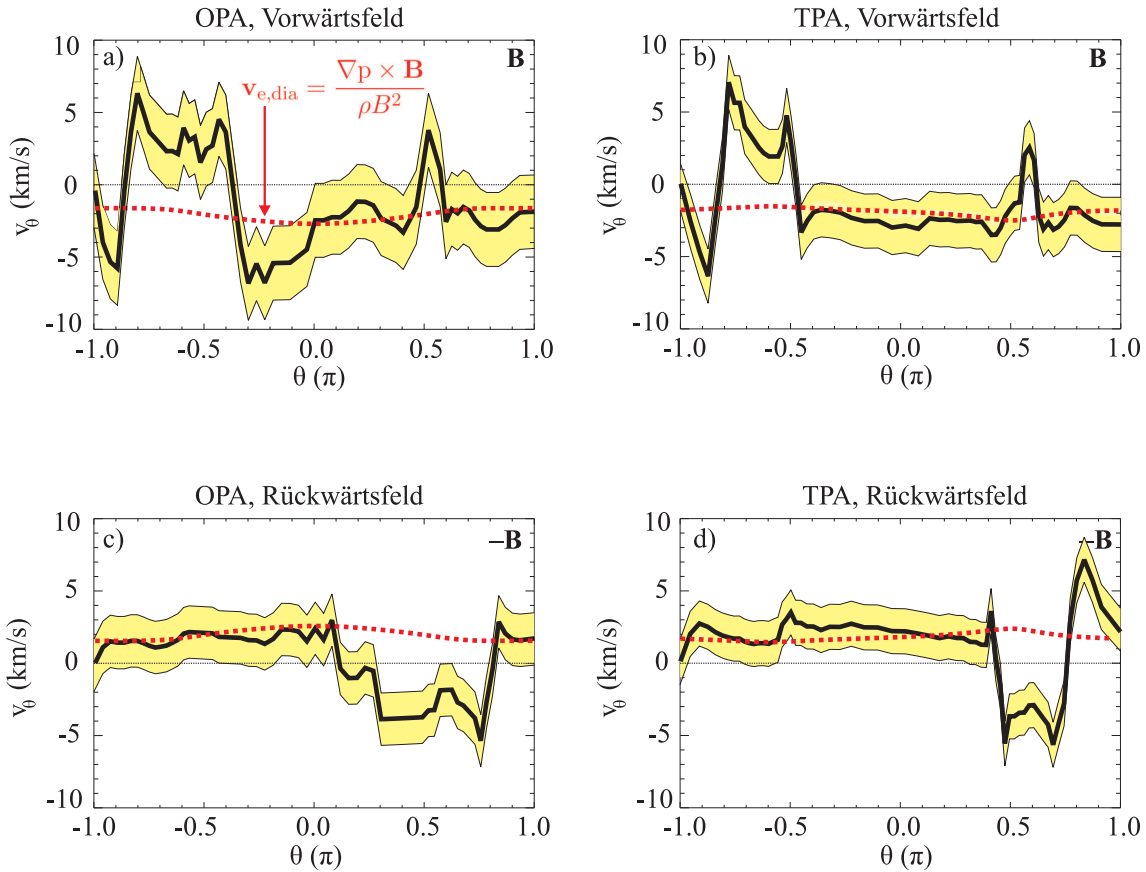 OPA, Vorwärtsfeld
a)
B
v_e,dia = ∇p × B / ρB²
v_θ (km/s)
10
5
0
-5
-10
-1.0 -0.5 0.0 0.5 1.0
θ (π)
TPA, Vorwärtsfeld
b)
B
v_θ (km/s)
10
5
0
-5
-10
-1.0 -0.5 0.0 0.5 1.0
θ (π)
OPA, Rückwärtsfeld
c)
–B
v_θ (km/s)
10
5
0
-5
-10
-1.0 -0.5 0.0 0.5 1.0
θ (π)
TPA, Rückwärtsfeld
d)
–B
v_θ (km/s)
10
5
0
-5
-10
-1.0 -0.5 0.0 0.5 1.0
θ (π)